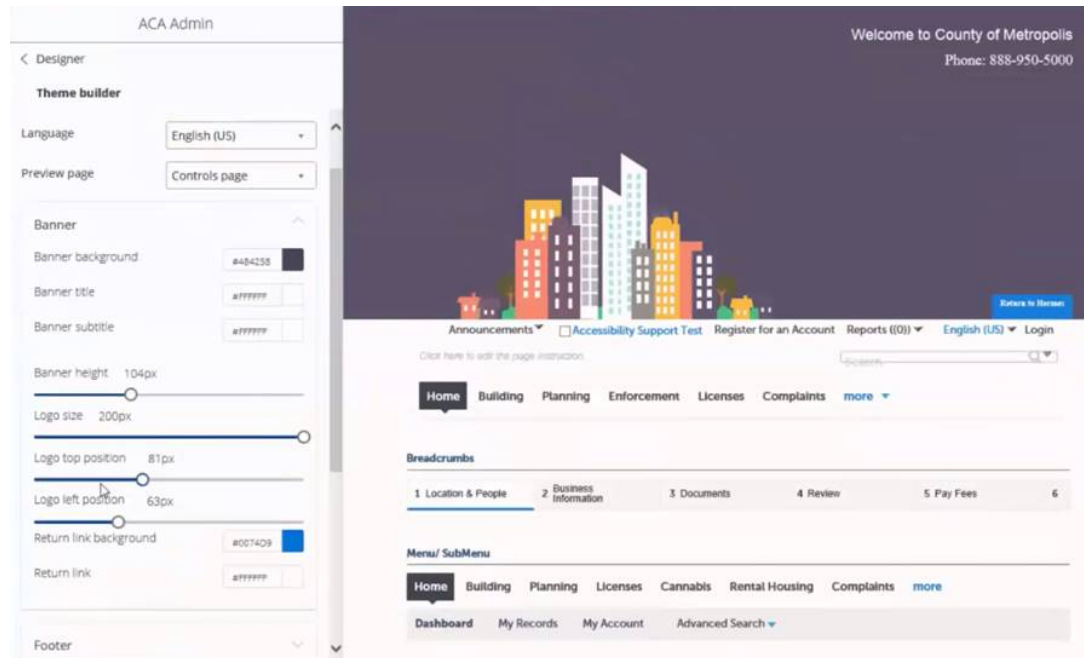 ACA Admin
< Designer
Theme builder
Language English (US)
Preview page Controls page
Banner
Banner background #484258
Banner title #FFFFFF
Banner subtitle #FFFFFF
Banner height 104px
Logo size 200px
Logo top position 81px
Logo left position 63px
Return link background #0074D9
Return link #FFFFFF
Footer
Welcome to County of Metropolis
Phone: 888-950-5000
Return to Hermes
Announcements Accessibility Support Test Register for an Account Reports ((0)) English (US) Login
Click here to edit the page instruction. Search...
Home Building Planning Enforcement Licenses Complaints more
Breadcrumbs
1 Location & People 2 Business Information 3 Documents 4 Review 5 Pay Fees 6
Menu/ SubMenu
Home Building Planning Licenses Cannabis Rental Housing Complaints more
Dashboard My Records My Account Advanced Search